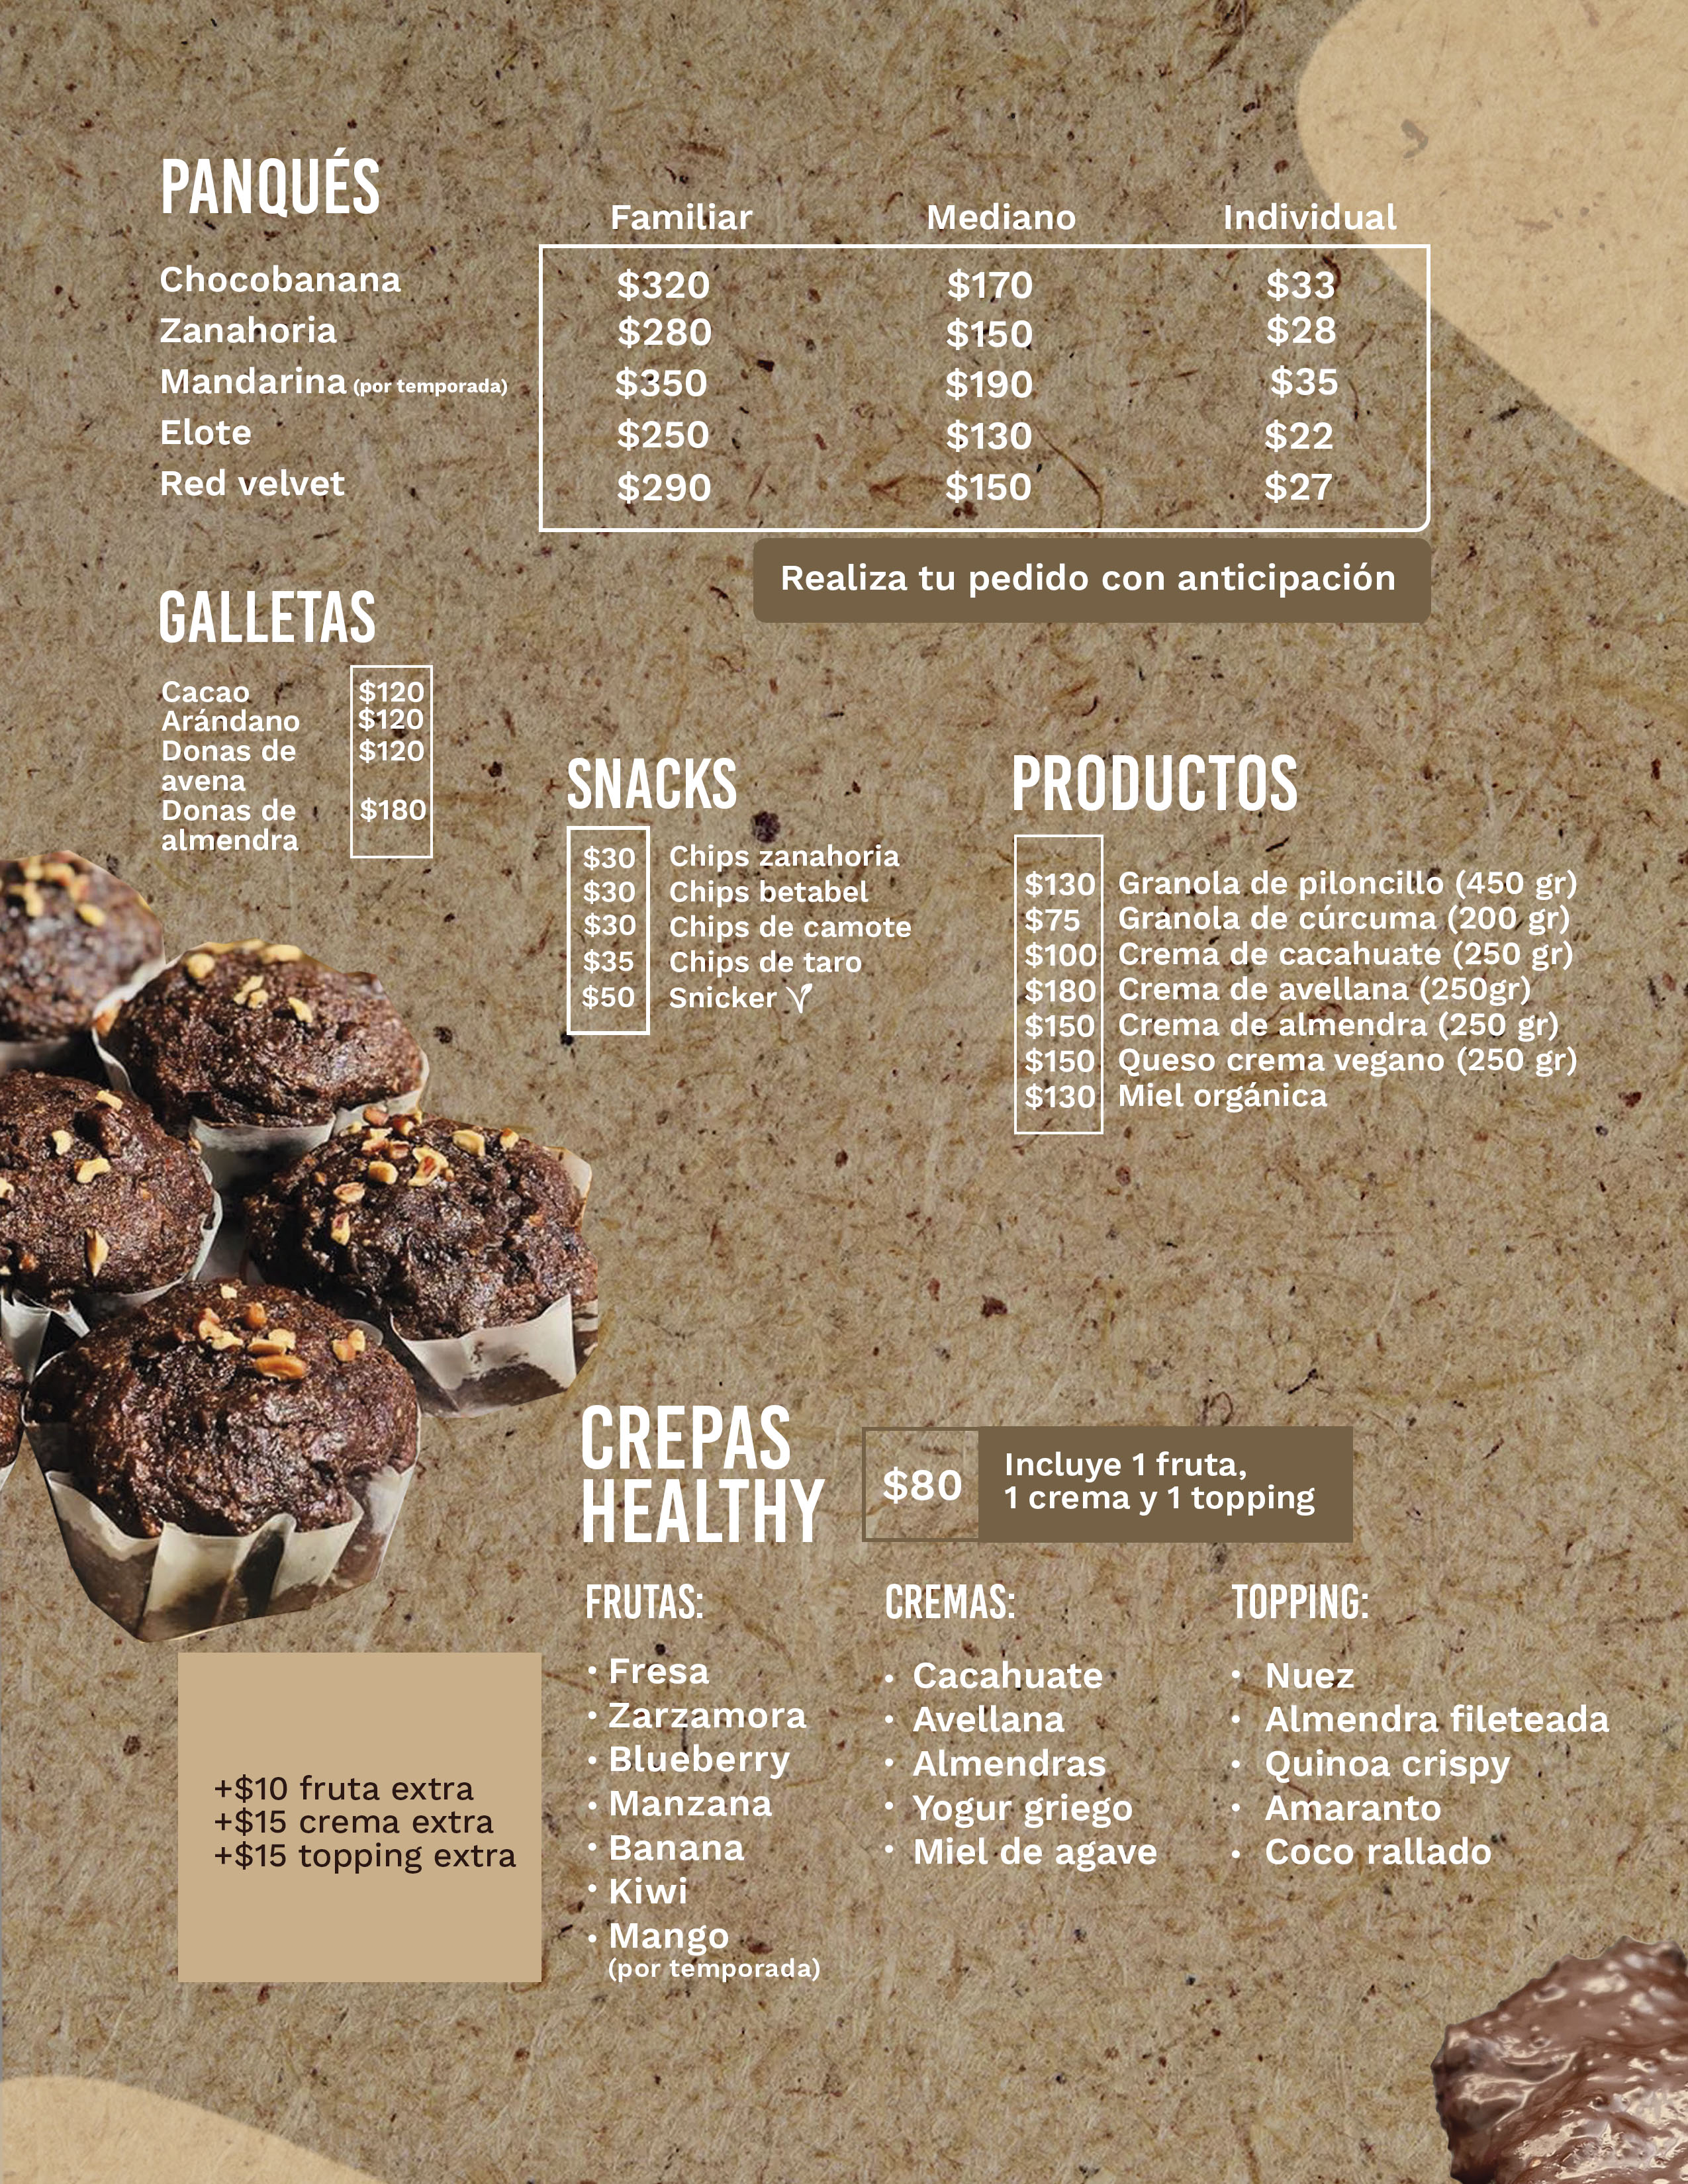 PANQUÉS
Familiar Mediano Individual
Chocobanana $320 $170 $33
Zanahoria $280 $150 $28
Mandarina (por temporada) $350 $190 $35
Elote $250 $130 $22
Red velvet $290 $150 $27
Realiza tu pedido con anticipación
GALLETAS
Cacao $120
Arándano $120
Donas de $120
avena
Donas de $180
almendra
SNACKS
$30 Chips zanahoria
$30 Chips betabel
$30 Chips de camote
$35 Chips de taro
$50 Snicker
PRODUCTOS
$130 Granola de piloncillo (450 gr)
$75 Granola de cúrcuma (200 gr)
$100 Crema de cacahuate (250 gr)
$180 Crema de avellana (250gr)
$150 Crema de almendra (250 gr)
$150 Queso crema vegano (250 gr)
$130 Miel orgánica
CREPAS
HEALTHY
$80
Incluye 1 fruta,
1 crema y 1 topping
FRUTAS:
• Fresa
• Zarzamora
• Blueberry
• Manzana
• Banana
• Kiwi
• Mango
(por temporada)
CREMAS:
• Cacahuate
• Avellana
• Almendras
• Yogur griego
• Miel de agave
TOPPING:
• Nuez
• Almendra fileteada
• Quinoa crispy
• Amaranto
• Coco rallado
+$10 fruta extra
+$15 crema extra
+$15 topping extra